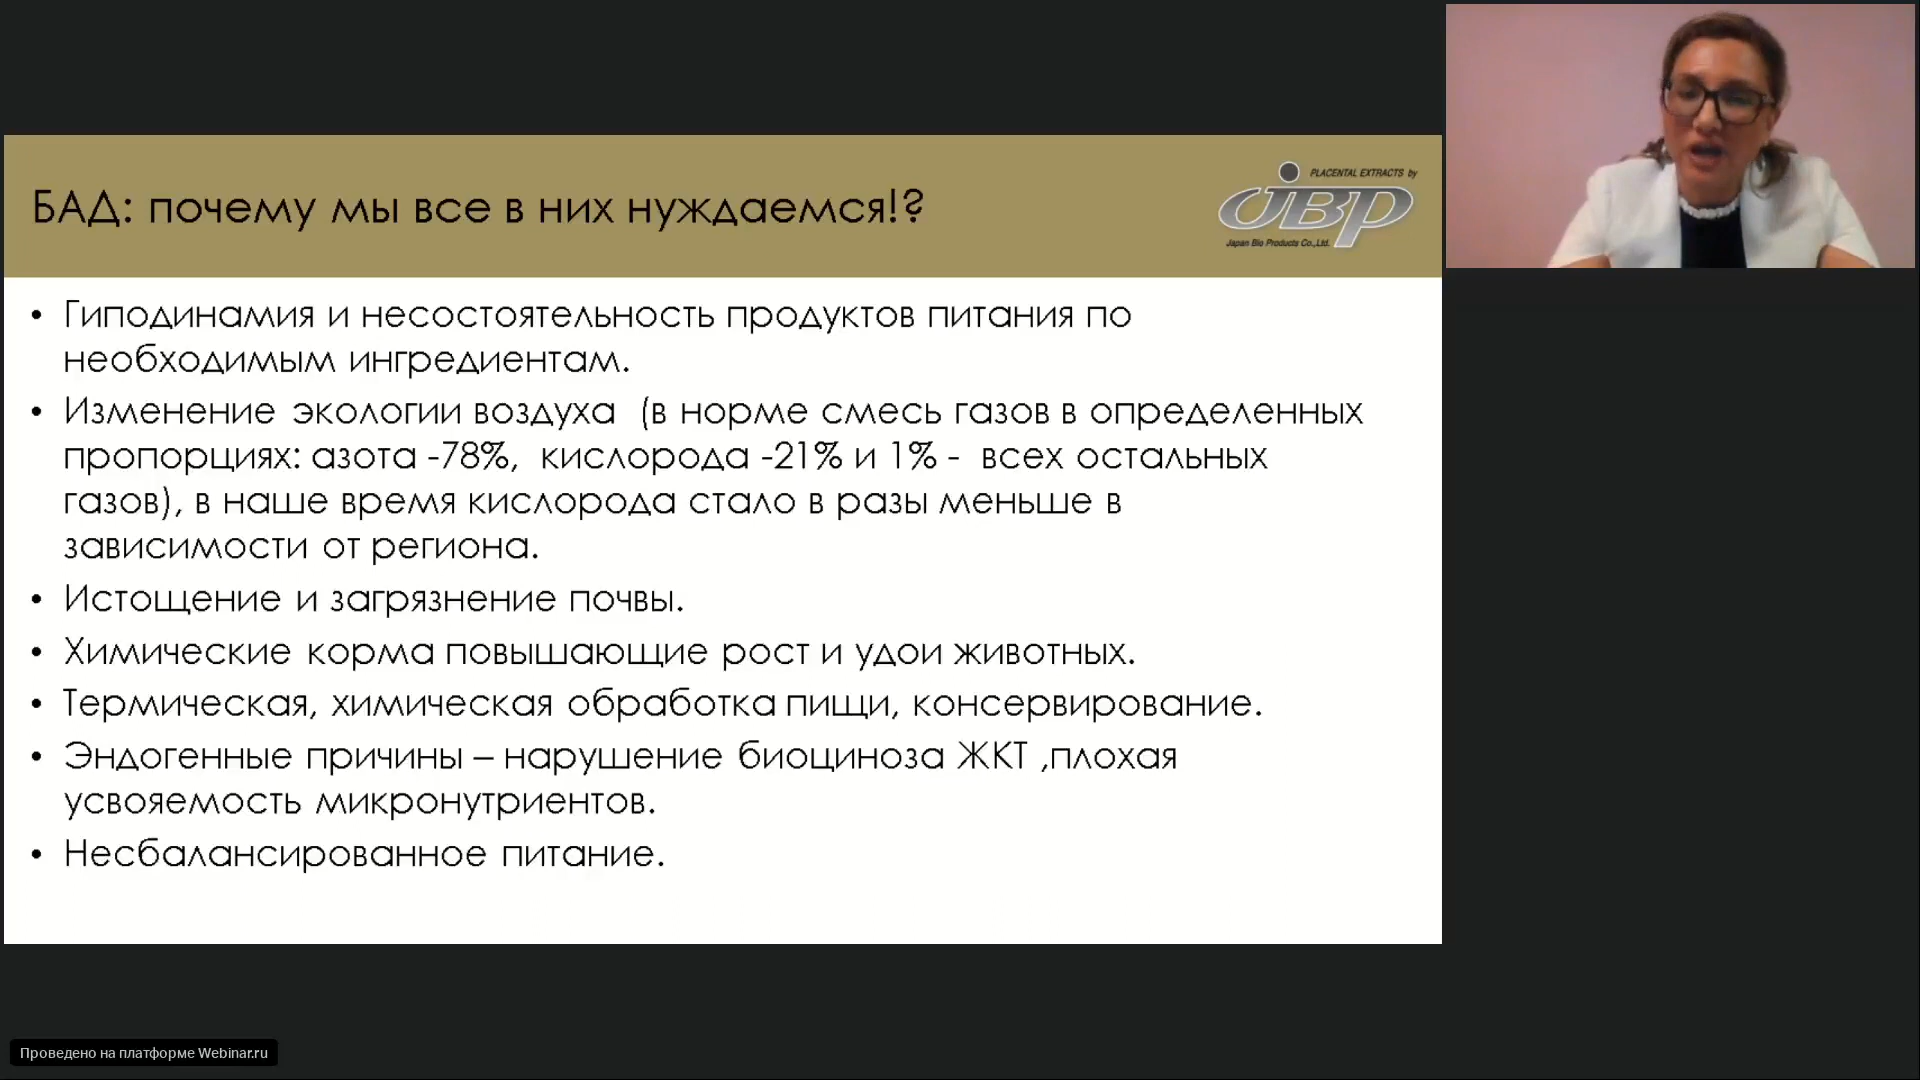 БАД: почему мы все в них нуждаемся!?
PLACENTAL EXTRACTS by
JBP
Japan Bio Products Co.,Ltd.
• Гиподинамия и несостоятельность продуктов питания по
необходимым ингредиентам.
• Изменение экологии воздуха (в норме смесь газов в определенных
пропорциях: азота -78%, кислорода -21% и 1% - всех остальных
газов), в наше время кислорода стало в разы меньше в
зависимости от региона.
• Истощение и загрязнение почвы.
• Химические корма повышающие рост и удои животных.
• Термическая, химическая обработка пищи, консервирование.
• Эндогенные причины – нарушение биоциноза ЖКТ ,плохая
усвояемость микронутриентов.
• Несбалансированное питание.
Проведено на платформе Webinar.ru